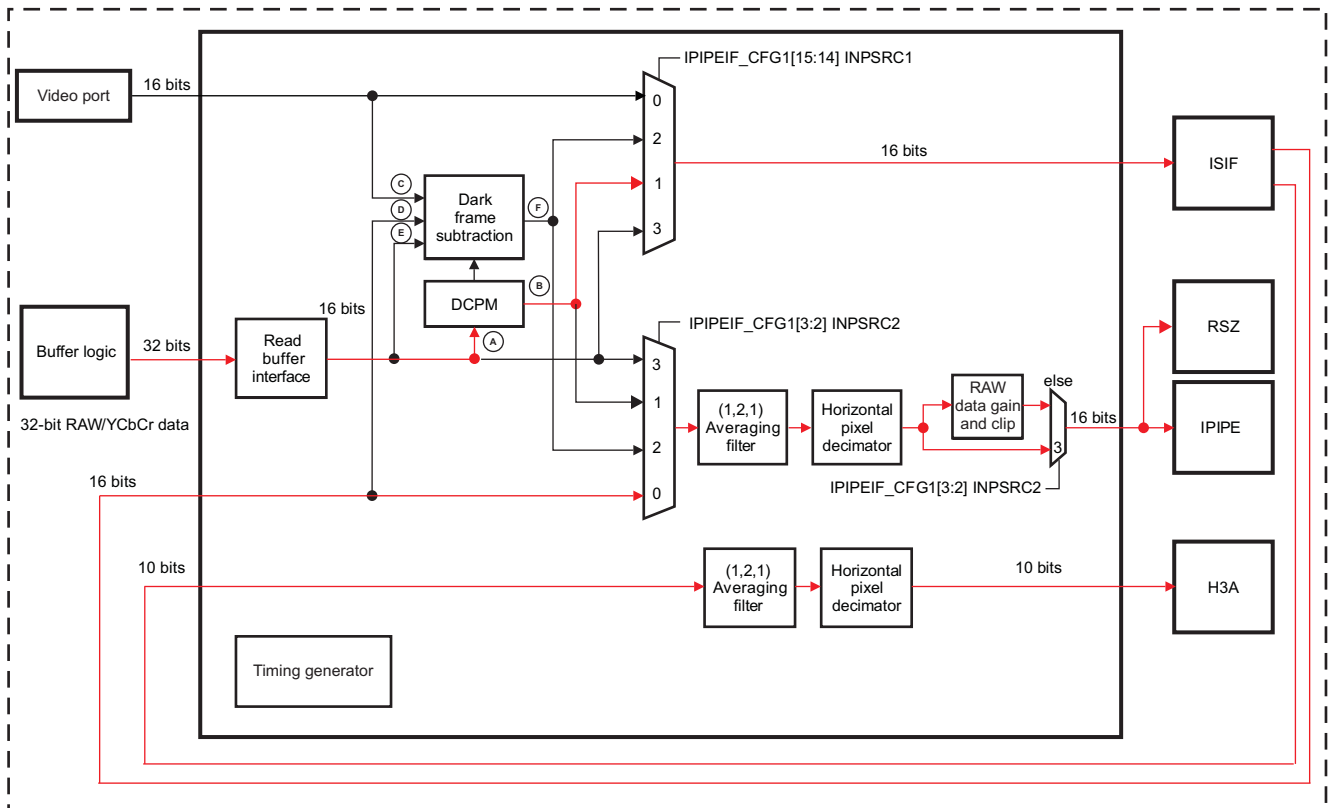 IPIPEIF_CFG1[15:14] INPSRC1
Video port
16 bits
0
2
16 bits
ISIF
1
3
C
D
E
Dark
frame
subtraction
F
DCPM
B
A
16 bits
Buffer logic
32 bits
Read
buffer
interface
32-bit RAW/YCbCr data
IPIPEIF_CFG1[3:2] INPSRC2
3
1
2
0
(1,2,1)
Averaging
filter
Horizontal
pixel
decimator
RAW
data gain
and clip
else
3
16 bits
IPIPEIF_CFG1[3:2] INPSRC2
RSZ
IPIPE
16 bits
10 bits
(1,2,1)
Averaging
filter
Horizontal
pixel
decimator
10 bits
H3A
Timing generator